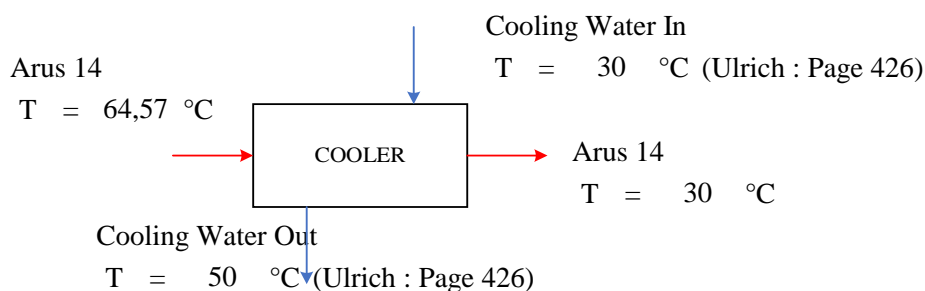 Cooling Water In
T = 30 °C (Ulrich : Page 426)
Arus 14
T = 64,57 °C
COOLER
Arus 14
T = 30 °C
Cooling Water Out
T = 50 °C (Ulrich : Page 426)